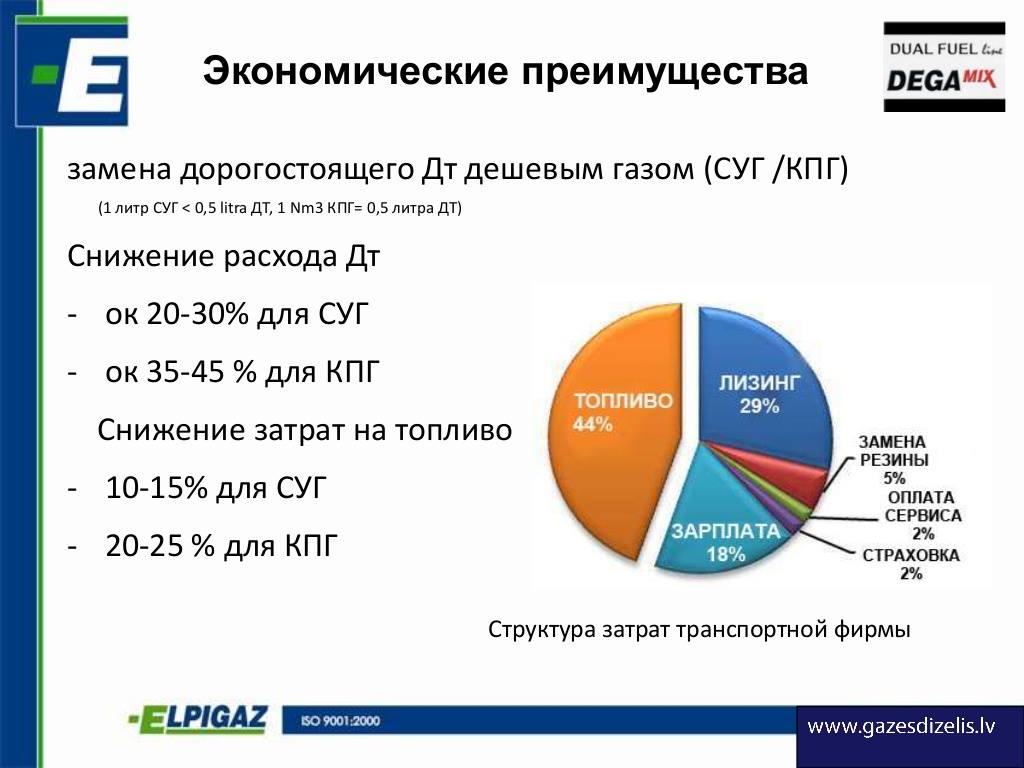 E
Экономические преимущества
DUAL FUEL line
DEGAMIX
замена дорогостоящего Дт дешевым газом (СУГ /КПГ)
(1 литр СУГ < 0,5 litra ДТ, 1 Nm3 КПГ= 0,5 литра ДТ)
Снижение расхода Дт
- ок 20-30% для СУГ
- ок 35-45 % для КПГ
Снижение затрат на топливо
- 10-15% для СУГ
- 20-25 % для КПГ
ТОПЛИВО
44%
ЛИЗИНГ
29%
ЗАМЕНА
РЕЗИНЫ
5%
ОПЛАТА
СЕРВИСА
2%
СТРАХОВКА
2%
ЗАРПЛАТА
18%
Структура затрат транспортной фирмы
ELPIGAZ
ISO 9001:2000
www.gazesdizelis.lv